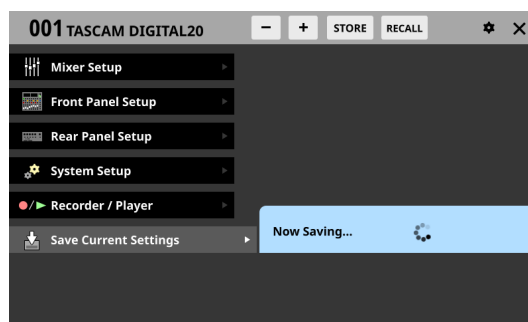 001 TASCAM DIGITAL20 − + STORE RECALL
Mixer Setup
Front Panel Setup
Rear Panel Setup
System Setup
Recorder / Player
Save Current Settings
Now Saving...